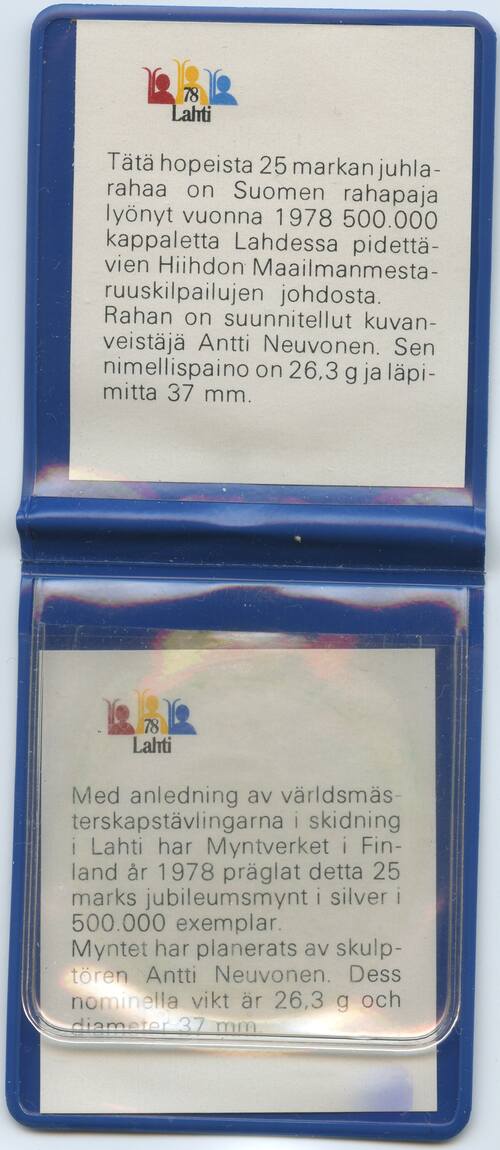 78
Lahti
Tätä hopeista 25 markan juhla-
rahaa on Suomen rahapaja
lyönyt vuonna 1978 500.000
kappaletta Lahdessa pidettä-
vien Hiihdon Maailmanmesta-
ruuskilpailujen johdosta.
Rahan on suunnitellut kuvan-
veistäjä Antti Neuvonen. Sen
nimellispaino on 26,3 g ja läpi-
mitta 37 mm.
78
Lahti
Med anledning av världsmäs-
terskapstävlingarna i skidning
i Lahti har Myntverket i Fin-
land år 1978 präglat detta 25
marks jubileumsmynt i silver i
500.000 exemplar.
Myntet har planerats av skulp-
tören Antti Neuvonen. Dess
nominella vikt är 26,3 g och
diameter 37 mm.